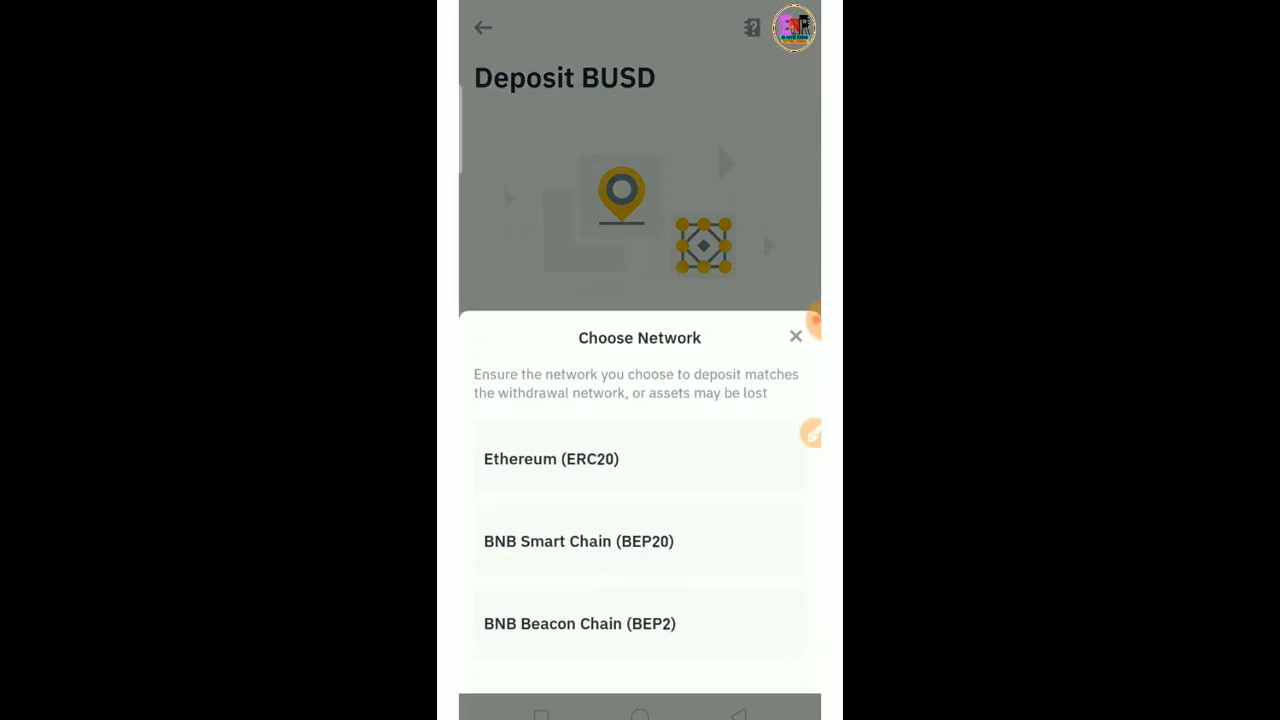 ENR
Deposit BUSD
Choose Network
Ensure the network you choose to deposit matches
the withdrawal network, or assets may be lost
Ethereum (ERC20)
BNB Smart Chain (BEP20)
BNB Beacon Chain (BEP2)